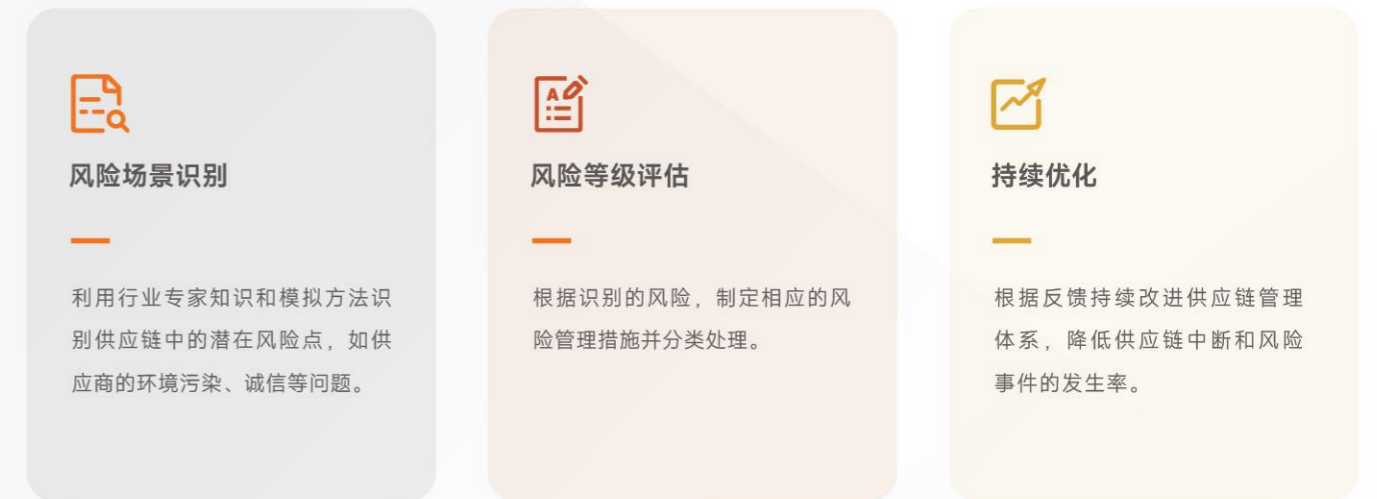 风险场景识别
利用行业专家知识和模拟方法识
别供应链中的潜在风险点，如供
应商的环境污染、诚信等问题。
A
风险等级评估
根据识别的风险，制定相应的风
险管理措施并分类处理。
持续优化
根据反馈持续改进供应链管理
体系，降低供应链中断和风险
事件的发生率。